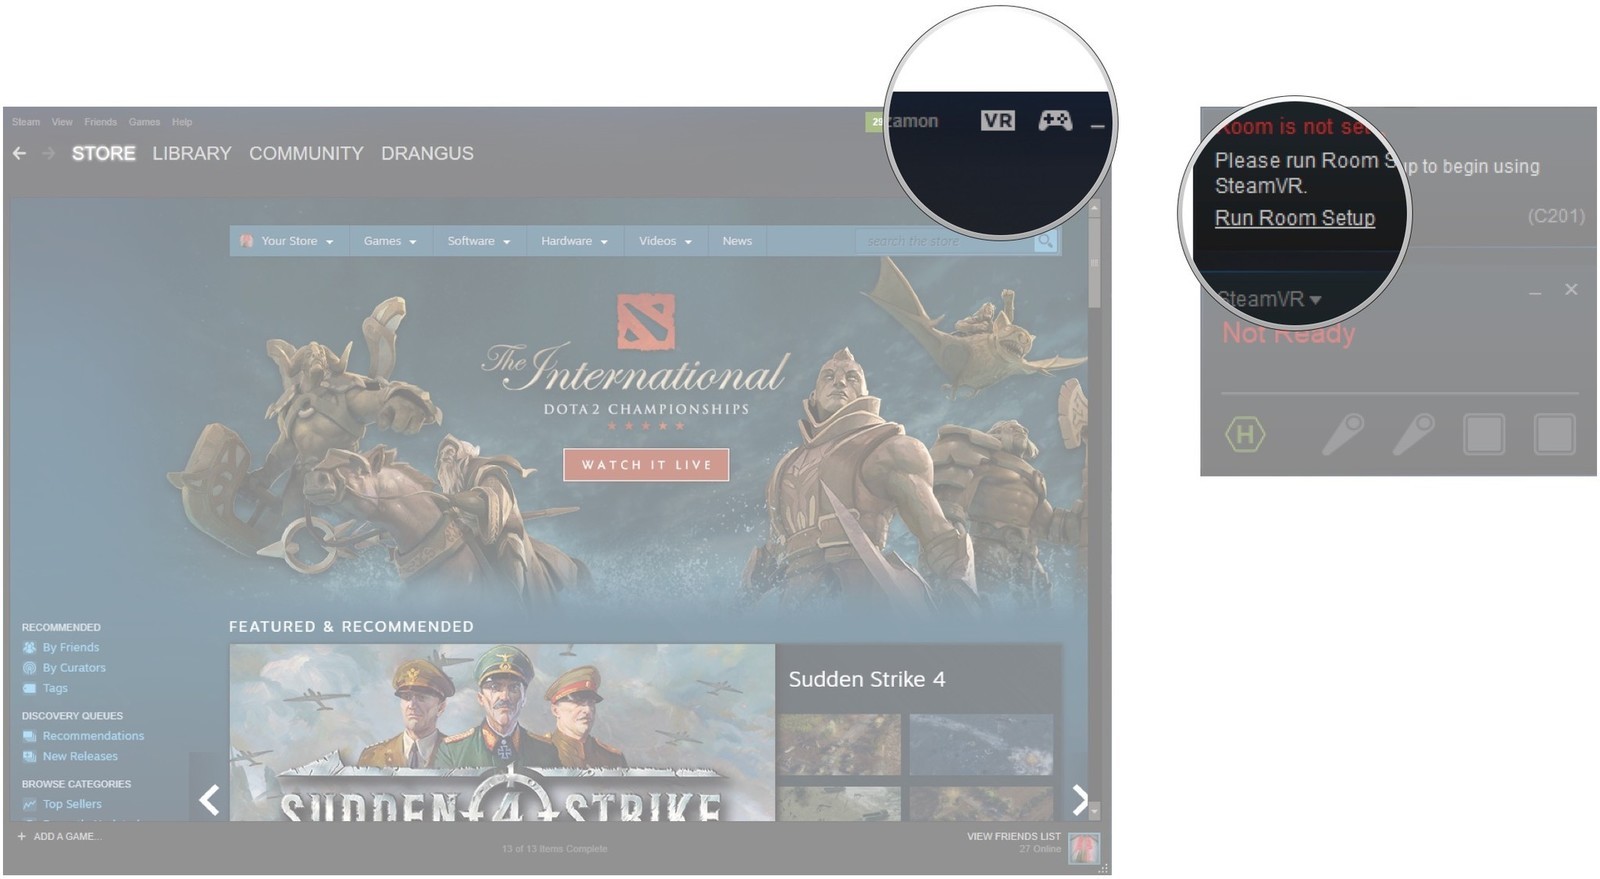 Steam View Friends Games Help
29
zamon VR
STORE LIBRARY COMMUNITY DRANGUS
Your Store Games Software Hardware Videos News search the store
The International
DOTA 2 CHAMPIONSHIPS
WATCH IT LIVE
RECOMMENDED
By Friends
By Curators
Tags
DISCOVERY QUEUES
Recommendations
New Releases
BROWSE CATEGORIES
Top Sellers
FEATURED & RECOMMENDED
SUDDEN 4 STRIKE
Sudden Strike 4
+ ADD A GAME...
13 of 13 Items Complete
VIEW FRIENDS LIST
27 Online
Room is not set
Please run Room S up to begin using
SteamVR.
Run Room Setup
(C201)
SteamVR
Not Ready
H